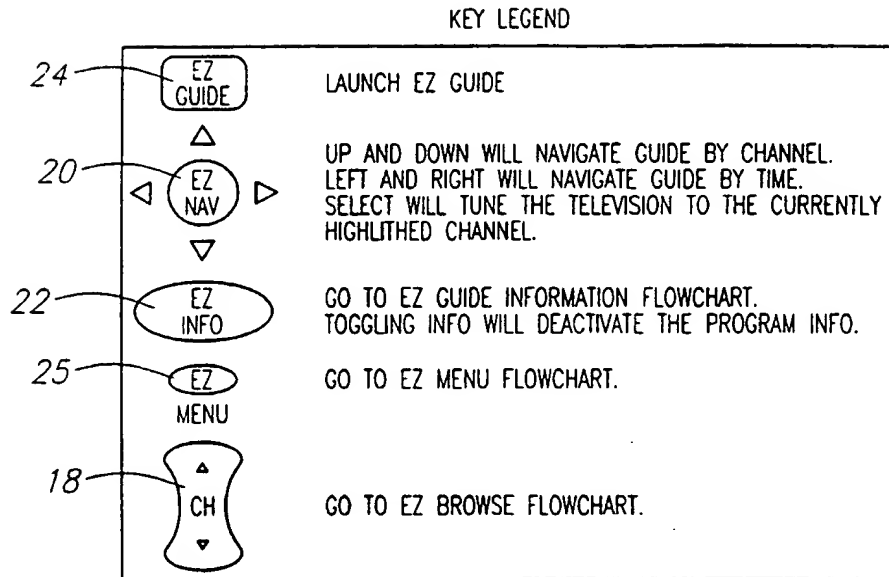 KEY LEGEND
24
EZ
GUIDE
LAUNCH EZ GUIDE
20
EZ
NAV
UP AND DOWN WILL NAVIGATE GUIDE BY CHANNEL.
LEFT AND RIGHT WILL NAVIGATE GUIDE BY TIME.
SELECT WILL TUNE THE TELEVISION TO THE CURRENTLY
HIGHLITHED CHANNEL.
22
EZ
INFO
GO TO EZ GUIDE INFORMATION FLOWCHART.
TOGGLING INFO WILL DEACTIVATE THE PROGRAM INFO.
25
EZ
MENU
GO TO EZ MENU FLOWCHART.
18
CH
GO TO EZ BROWSE FLOWCHART.